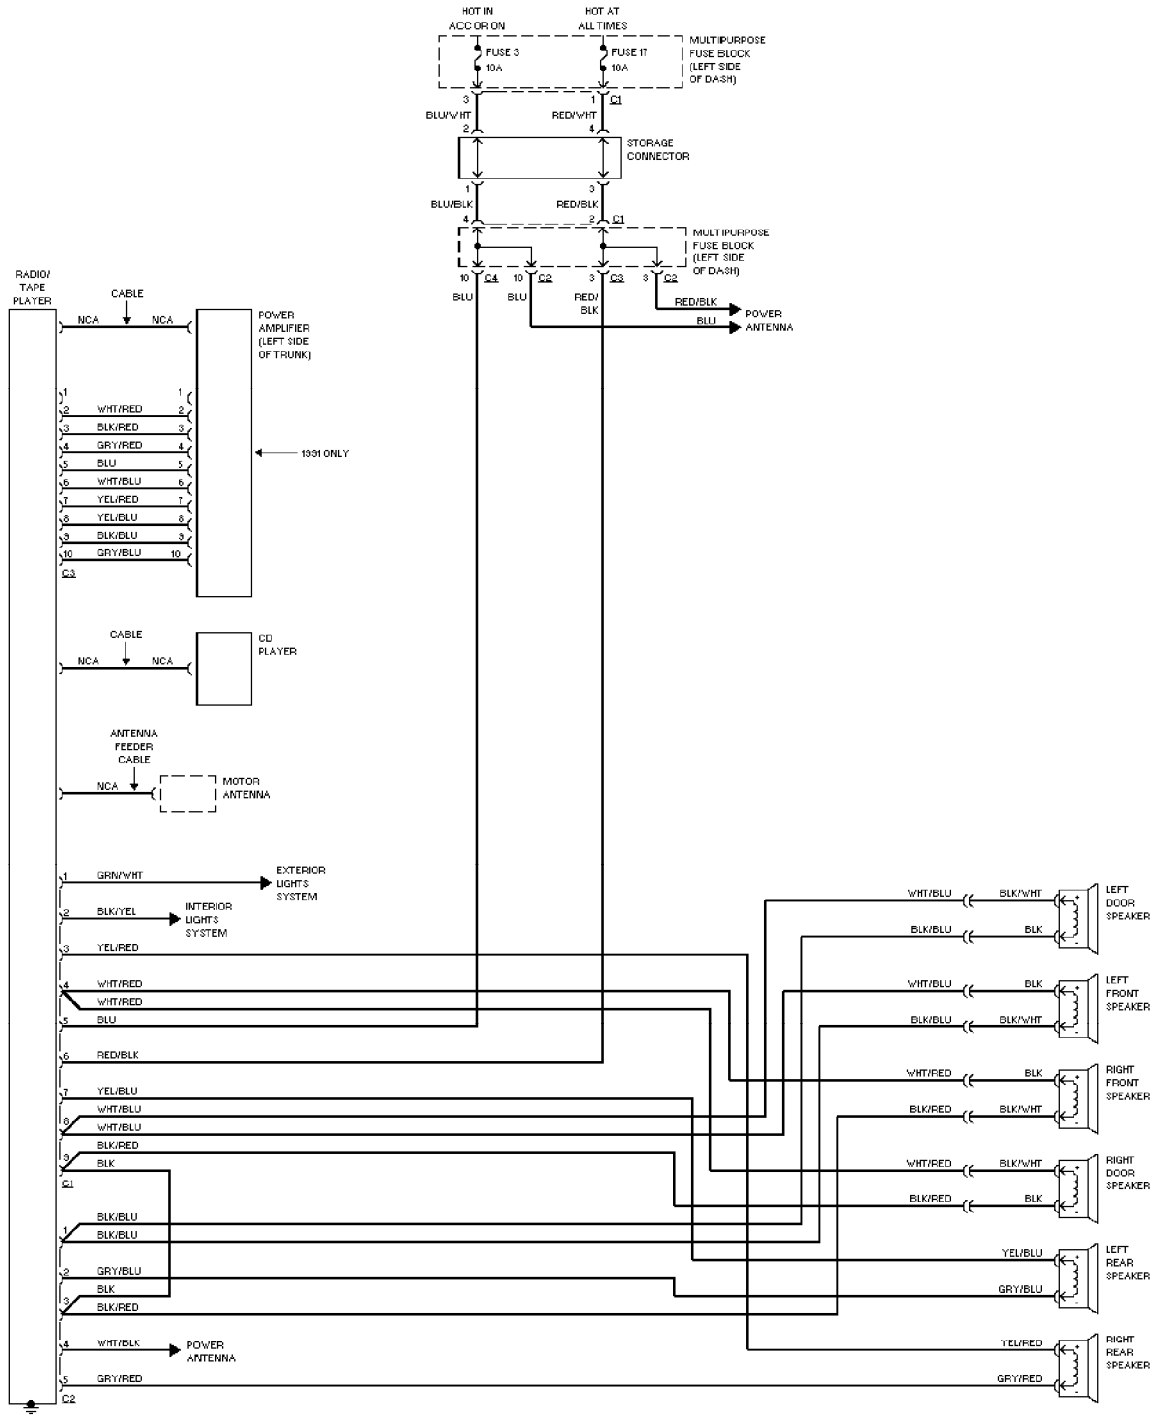 HOT IN
ACC OR ON
HOT AT
ALL TIMES
FUSE 3
10A
FUSE 17
10A
MULTIPURPOSE
FUSE BLOCK
(LEFT SIDE
OF DASH)
3
1
C1
BLU/WHT
RED/WHT
2
4
STORAGE
CONNECTOR
1
3
BLU/BLK
RED/BLK
4
2
C1
MULTIPURPOSE
FUSE BLOCK
(LEFT SIDE
OF DASH)
10
C4
10
C2
3
C3
3
C2
BLU
BLU
RED/
BLK
RED/BLK
BLU
POWER
ANTENNA
RADIO/
TAPE
PLAYER
CABLE
NCA
NCA
POWER
AMPLIFIER
(LEFT SIDE
OF TRUNK)
1
1
2 WHT/RED 2
3 BLK/RED 3
4 GRY/RED 4
5 BLU 5
6 WHT/BLU 6
7 YEL/RED 7
8 YEL/BLU 8
9 BLK/BLU 9
10 GRY/BLU 10
C3
1991 ONLY
CABLE
NCA
NCA
CD
PLAYER
ANTENNA
FEEDER
CABLE
NCA
MOTOR
ANTENNA
1 GRN/WHT
EXTERIOR
LIGHTS
SYSTEM
2 BLK/YEL
INTERIOR
LIGHTS
SYSTEM
3 YEL/RED
4 WHT/RED
WHT/RED
5 BLU
6 RED/BLK
7 YEL/BLU
WHT/BLU
8 WHT/BLU
BLK/RED
9 BLK
C1
BLK/BLU
1 BLK/BLU
2 GRY/BLU
BLK
3 BLK/RED
4 WHT/BLK
POWER
ANTENNA
5 GRY/RED
C2
WHT/BLU BLK/WHT
+
BLK/BLU BLK
-
LEFT
DOOR
SPEAKER
WHT/BLU BLK
+
BLK/BLU BLK/WHT
-
LEFT
FRONT
SPEAKER
WHT/RED BLK
+
BLK/RED BLK/WHT
-
RIGHT
FRONT
SPEAKER
WHT/RED BLK/WHT
+
BLK/RED BLK
-
RIGHT
DOOR
SPEAKER
YEL/BLU
+
GRY/BLU
-
LEFT
REAR
SPEAKER
YEL/RED
+
GRY/RED
-
RIGHT
REAR
SPEAKER